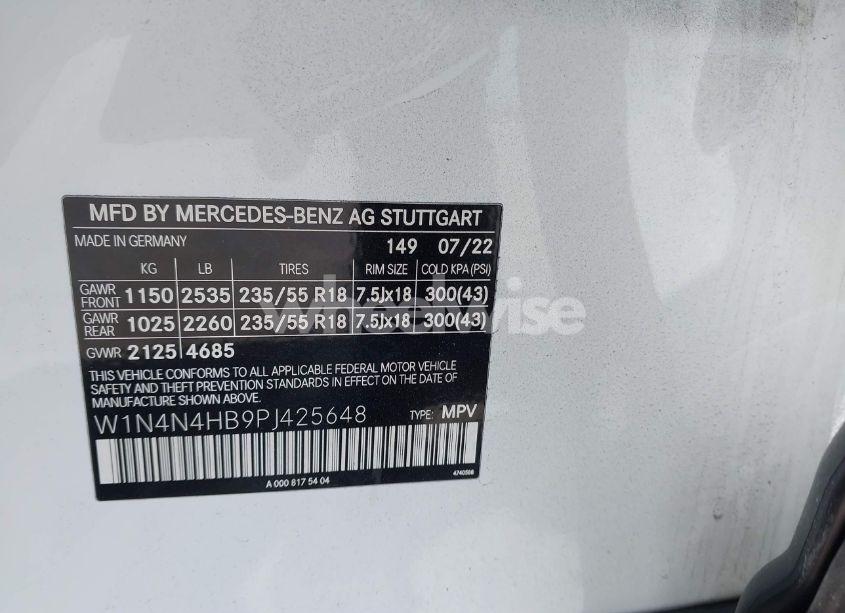 MFD BY MERCEDES-BENZ AG STUTTGART
MADE IN GERMANY 149 07/22
KG LB TIRES RIM SIZE COLD KPA (PSI)
GAWR FRONT 1150 2535 235/55 R18 7.5Jx18 300(43)
GAWR REAR 1025 2260 235/55 R18 7.5Jx18 300(43)
GVWR 2125 4685
THIS VEHICLE CONFORMS TO ALL APPLICABLE FEDERAL MOTOR VEHICLE
SAFETY AND THEFT PREVENTION STANDARDS IN EFFECT ON THE DATE OF
MANUFACTURE SHOWN ABOVE.
W1N4N4HB9PJ425648 TYPE: MPV
A 000 817 54 04 4740508
wheelwise